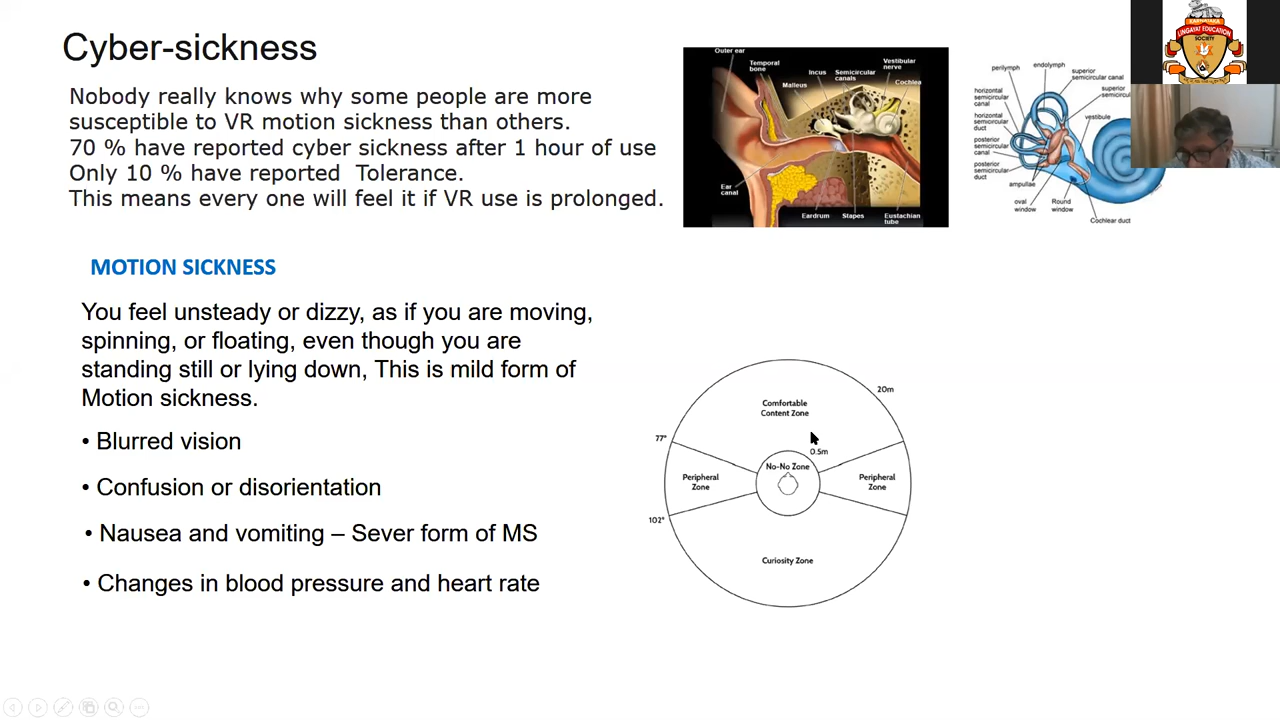 Cyber-sickness
Nobody really knows why some people are more
susceptible to VR motion sickness than others.
70 % have reported cyber sickness after 1 hour of use
Only 10 % have reported Tolerance.
This means every one will feel it if VR use is prolonged.
Outer ear
Temporal
bone
Malleus
Incus
Semicircular
canals
Vestibular
nerve
Cochlea
Ear
canal
Eardrum
Stapes
Eustachian
tube
perilymph
endolymph
superior
semicircular canal
superior
semicircu
horizontal
semicircular
canal
vestibule
horizontal
semicircular
duct
posterior
semicircular
canal
posterior
semicircular
duct
ampullae
oval
window
Round
window
Cochlear duct
KARNATAKA
LINGAYAT EDUCATION
SOCIETY
MOTION SICKNESS
You feel unsteady or dizzy, as if you are moving,
spinning, or floating, even though you are
standing still or lying down, This is mild form of
Motion sickness.
• Blurred vision
• Confusion or disorientation
• Nausea and vomiting – Sever form of MS
• Changes in blood pressure and heart rate
20m
Comfortable
Content Zone
77°
0.5m
No-No Zone
Peripheral
Zone
Peripheral
Zone
102°
Curiosity Zone